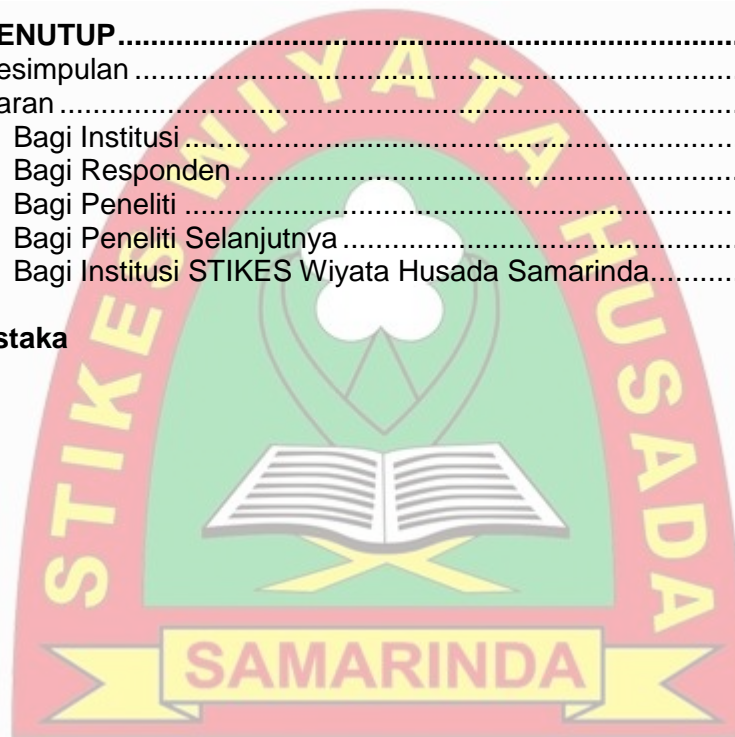 ENUTUP..........................................................................
esimpulan..........................................................................
aran..........................................................................
Bagi Institusi..........................................................................
Bagi Responden..........................................................................
Bagi Peneliti..........................................................................
Bagi Peneliti Selanjutnya..........................................................................
Bagi Institusi STIKES Wiyata Husada Samarinda...........
staka
STIKES WIYATA HUSADA
SAMARINDA